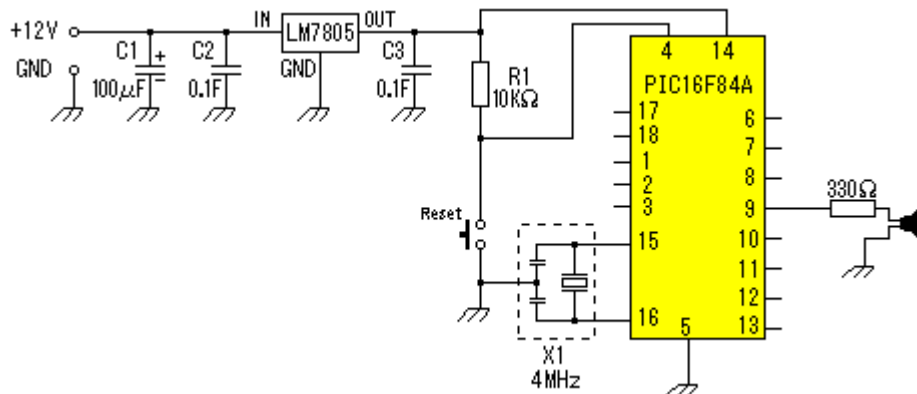 +12V
GND
C1
+
100µF
C2
0.1F
IN
LM7805
OUT
GND
C3
0.1F
R1
10KΩ
Reset
X1
4MHz
4
14
PIC16F84A
17
18
1
2
3
15
16
5
6
7
8
9
10
11
12
13
330Ω